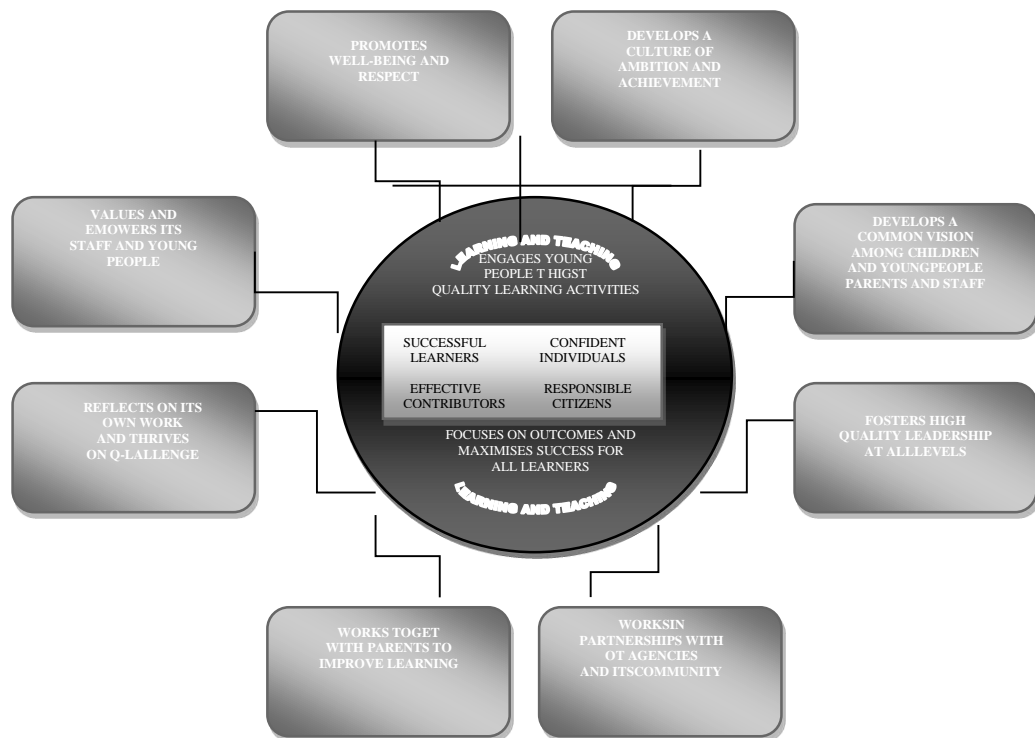 PROMOTES
WELL-BEING AND
RESPECT
DEVELOPS A
CULTURE OF
AMBITION AND
ACHIEVEMENT
VALUES AND
EMOWERS ITS
STAFF AND YOUNG
PEOPLE
DEVELOPS A
COMMON VISION
AMONG CHILDREN
AND YOUNGPEOPLE
PARENTS AND STAFF
LEARNING AND TEACHING
ENGAGES YOUNG
PEOPLE T HIGST
QUALITY LEARNING ACTIVITIES
SUCCESSFUL
LEARNERS
CONFIDENT
INDIVIDUALS
EFFECTIVE
CONTRIBUTORS
RESPONSIBLE
CITIZENS
FOCUSES ON OUTCOMES AND
MAXIMISES SUCCESS FOR
ALL LEARNERS
LEARNING AND TEACHING
REFLECTS ON ITS
OWN WORK
AND THRIVES
ON Q-LALLENGE
FOSTERS HIGH
QUALITY LEADERSHIP
AT ALLLEVELS
WORKS TOGET
WITH PARENTS TO
IMPROVE LEARNING
WORKSIN
PARTNERSHIPS WITH
OT AGENCIES
AND ITSCOMMUNITY